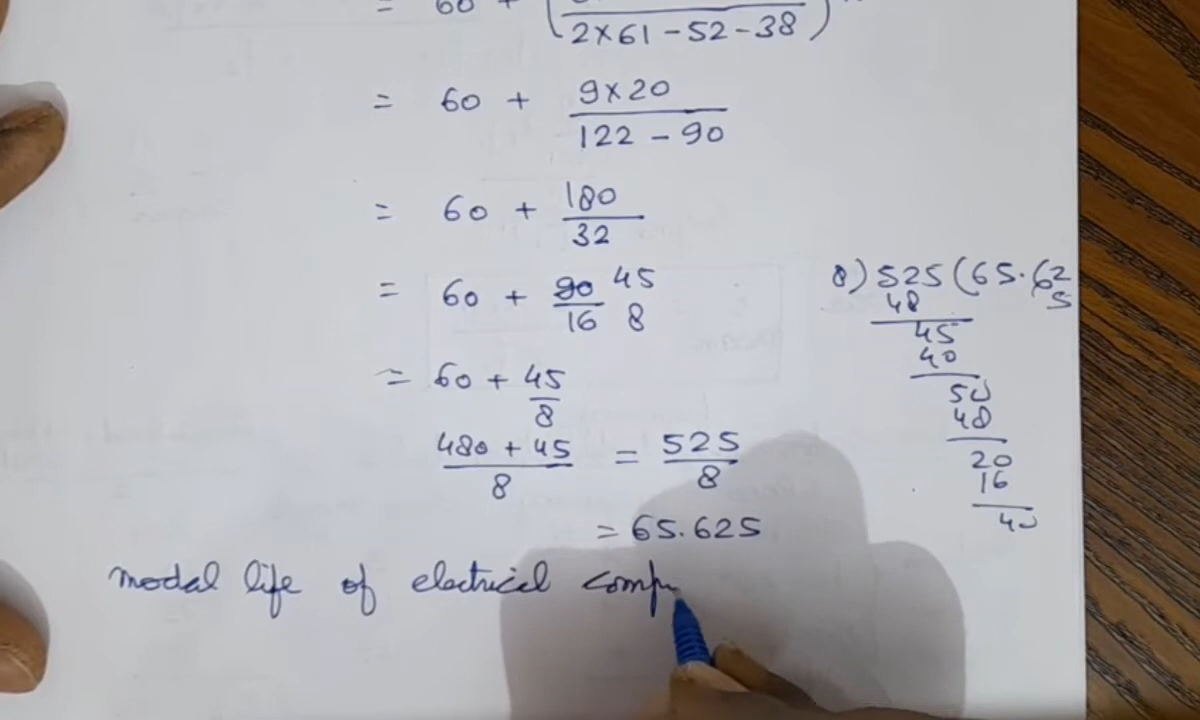 = 60 +
2×61-52-38
= 60 + 9×20
122 - 90
= 60 + 180
32
= 60 + 90 45
16 8
= 60 + 45
8
480 + 45 = 525
8 8
= 65.625
8) 525 (65.625
48
45
40
50
48
20
16
40
modal life of electrical comp